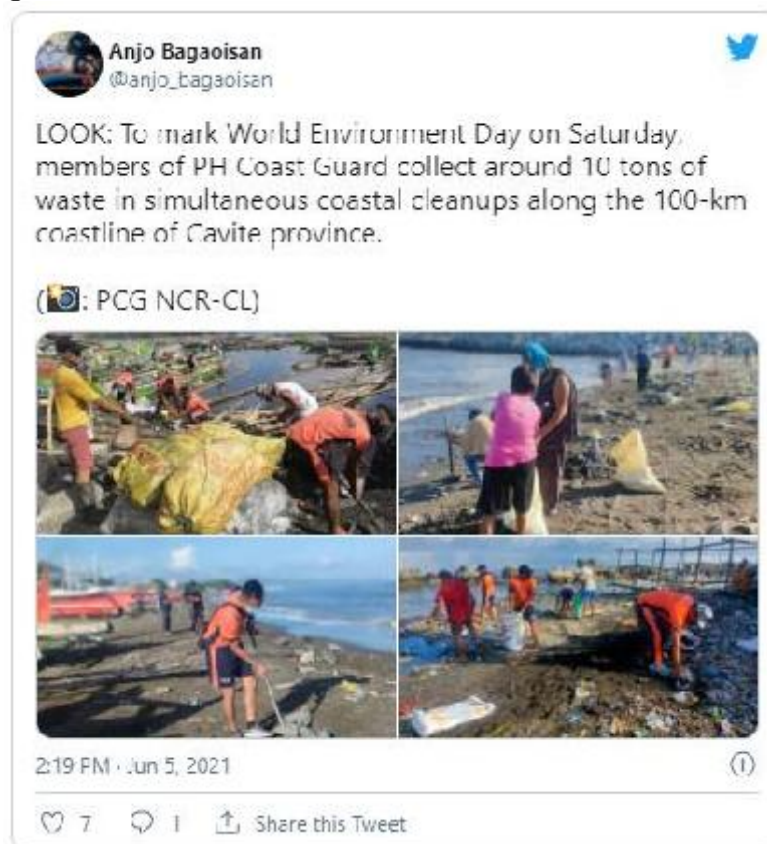 Anjo Bagaoisan
@anjo_bagaoisan
LOOK: To mark World Environment Day on Saturday,
members of PH Coast Guard collect around 10 tons of
waste in simultaneous coastal cleanups along the 100-km
coastline of Cavite province.
(📸: PCG NCR-CL)
2:19 PM · Jun 5, 2021
7 1 Share this Tweet